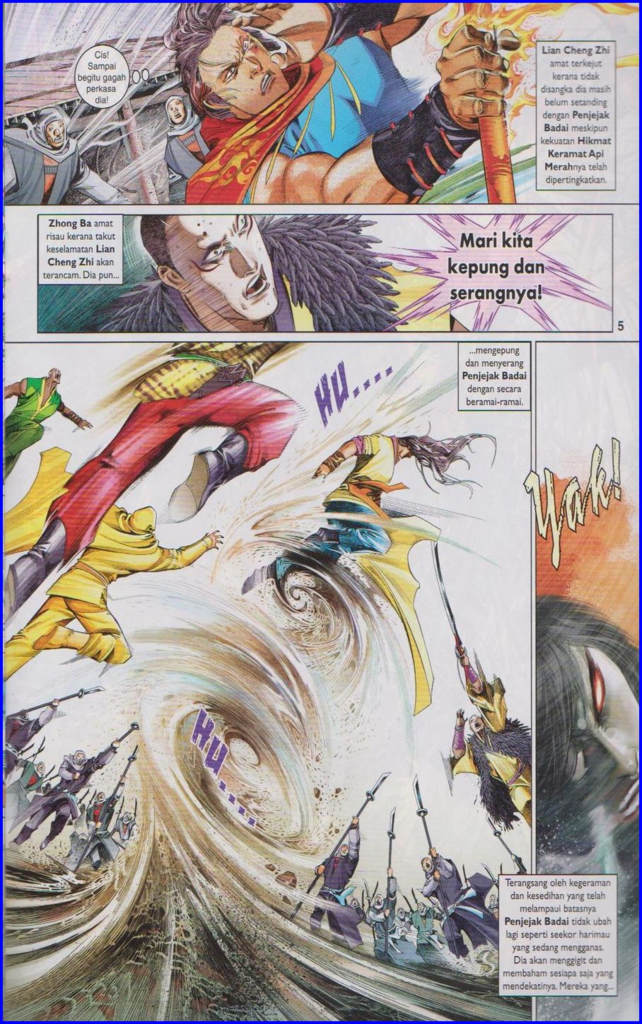 Cis!
Sampai
begitu gagah
perkasa
dia!
Lian Cheng Zhi
amat terkejut
kerana tidak
disangka dia masih
belum setanding
dengan Penjejak
Badai meskipun
kekuatan Hikmat
Keramat Api
Merahnya telah
dipertingkatkan.
Zhong Ba amat
risau kerana takut
keselamatan Lian
Cheng Zhi akan
terancam. Dia pun...
Mari kita
kepung dan
serangnya!
5
...mengepung
dan menyerang
Penjejak Badai
dengan secara
beramai-ramai.
HU....
Yak!
HU....
Terangsang oleh kegeraman
dan kesedihan yang telah
melampaui batasnya
Penjejak Badai tidak ubah
lagi seperti seekor harimau
yang sedang mengganas.
Dia akan menggigit dan
membaham sesiapa saja yang
mendekatinya. Mereka yang...